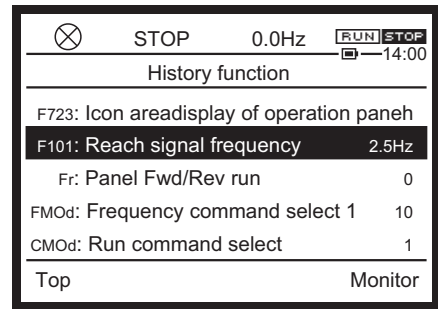 STOP 0.0Hz RUN STOP
14:00
History function
F723: Icon areadisplay of operation paneh
F101: Reach signal frequency 2.5Hz
Fr: Panel Fwd/Rev run 0
FMOd: Frequency command select 1 10
CMOd: Run command select 1
Top Monitor